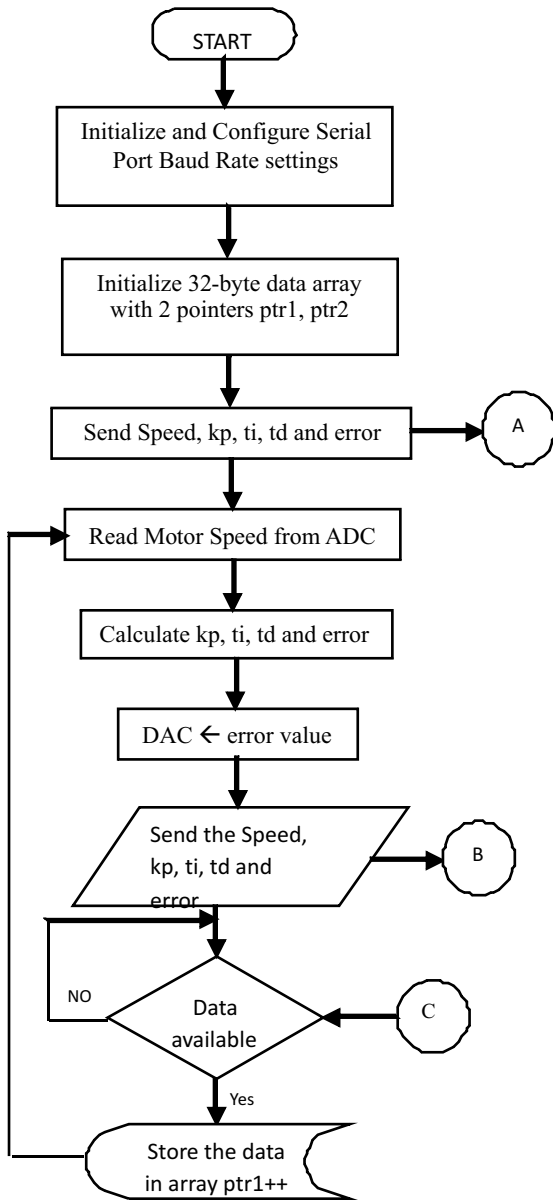 START
Initialize and Configure Serial
Port Baud Rate settings
Initialize 32-byte data array
with 2 pointers ptr1, ptr2
Send Speed, kp, ti, td and error
A
Read Motor Speed from ADC
Calculate kp, ti, td and error
DAC ← error value
Send the Speed,
kp, ti, td and
error
B
NO
Data
available
C
Yes
Store the data
in array ptr1++